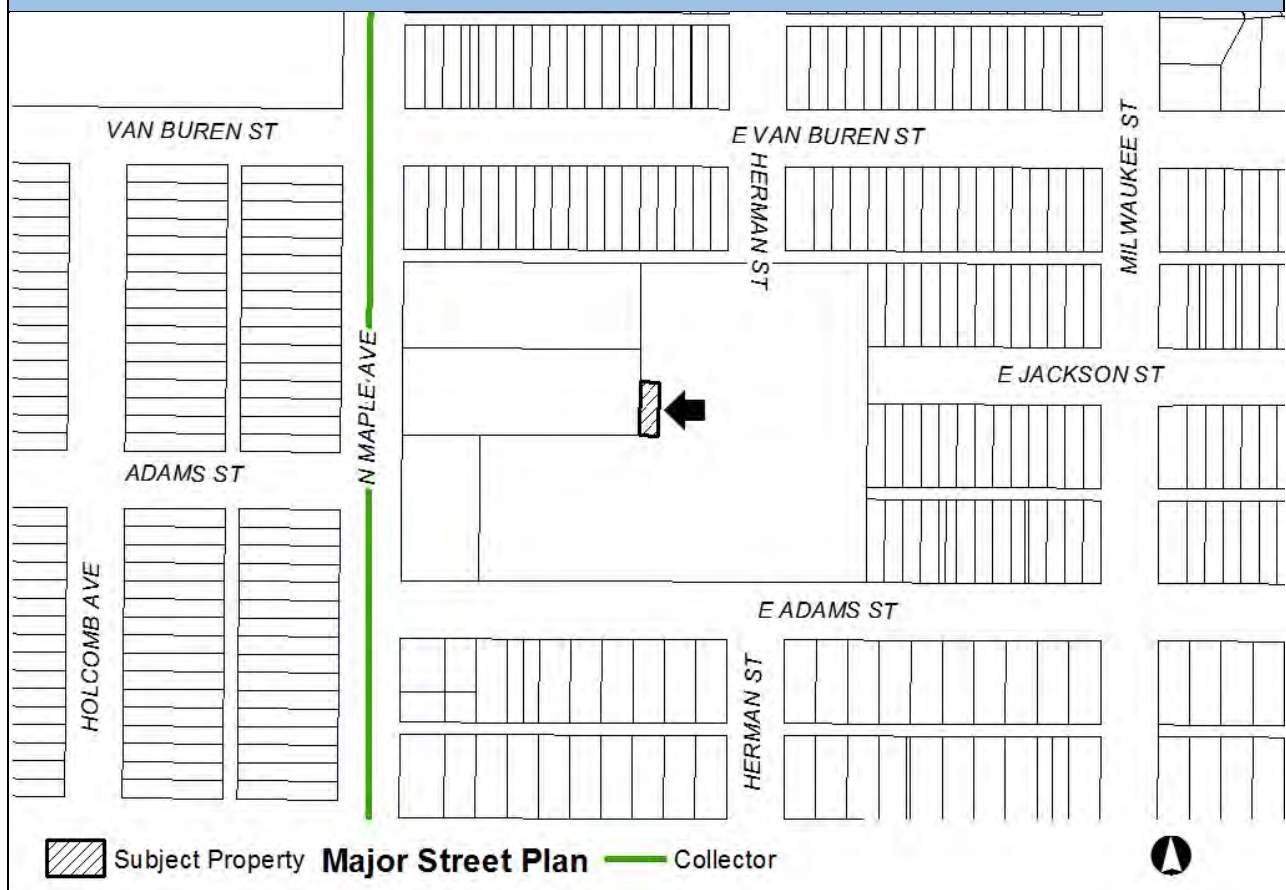 VAN BUREN ST
E VAN BUREN ST
HERMAN ST
MILWAUKEE ST
N MAPLE AVE
E JACKSON ST
ADAMS ST
HOLCOMB AVE
E ADAMS ST
HERMAN ST
Subject Property Major Street Plan Collector